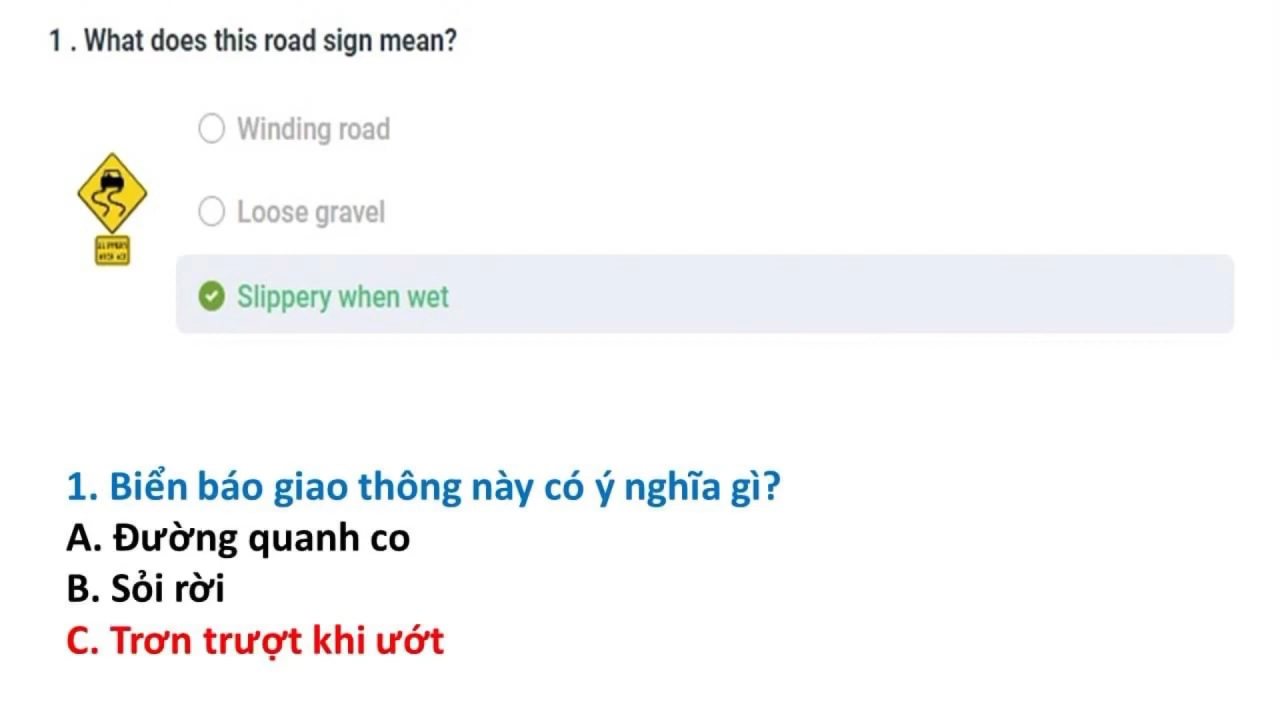 1 . What does this road sign mean?
Winding road
Loose gravel
Slippery when wet
1. Biển báo giao thông này có ý nghĩa gì?
A. Đường quanh co
B. Sỏi rời
C. Trơn trượt khi ướt